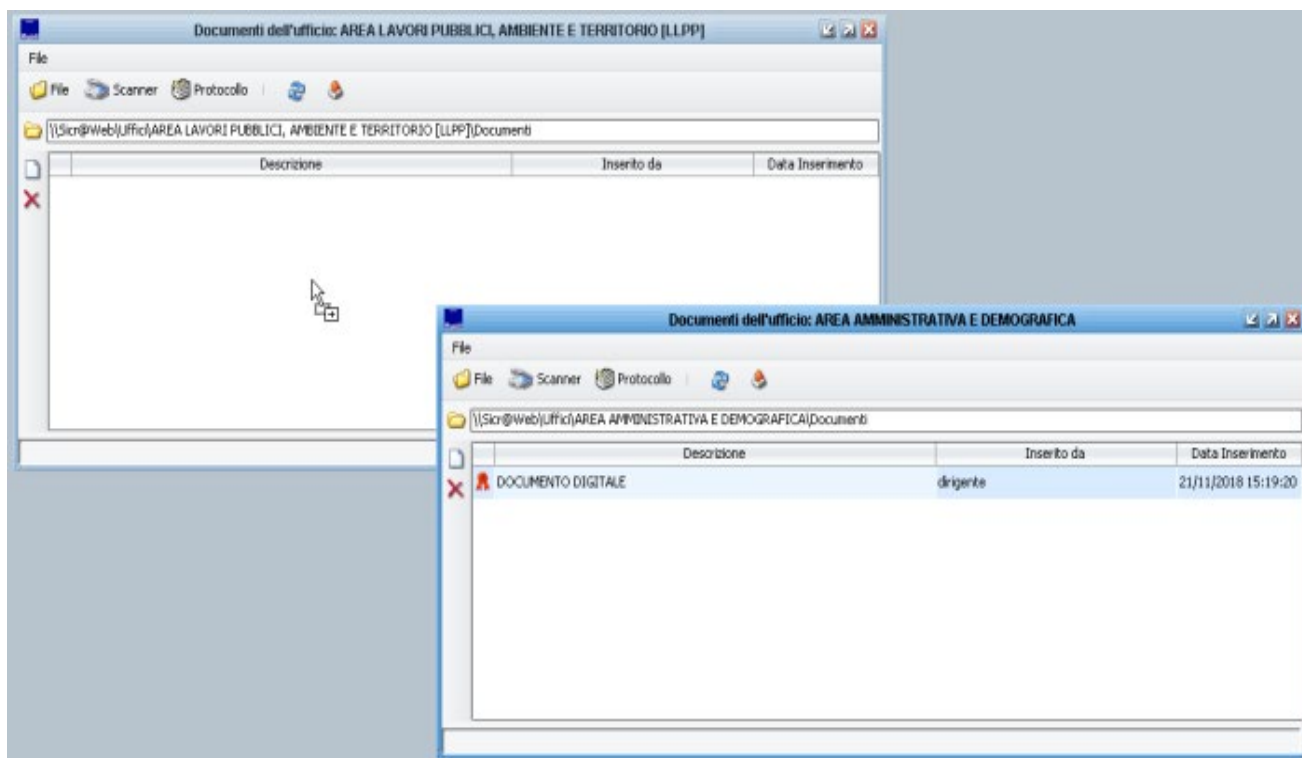 Documenti dell'ufficio: AREA LAVORI PUBBLICI, AMBIENTE E TERRITORIO [LLPP]
File
File Scanner Protocollo
\\Sicr@Web\Uffici\AREA LAVORI PUBBLICI, AMBIENTE E TERRITORIO [LLPP]\Documenti
Descrizione Inserito da Data Inserimento
Documenti dell'ufficio: AREA AMMINISTRATIVA E DEMOGRAFICA
File
File Scanner Protocollo
\\Sicr@Web\Uffici\AREA AMMINISTRATIVA E DEMOGRAFICA\Documenti
Descrizione Inserito da Data Inserimento
DOCUMENTO DIGITALE dirigente 21/11/2018 15:19:20